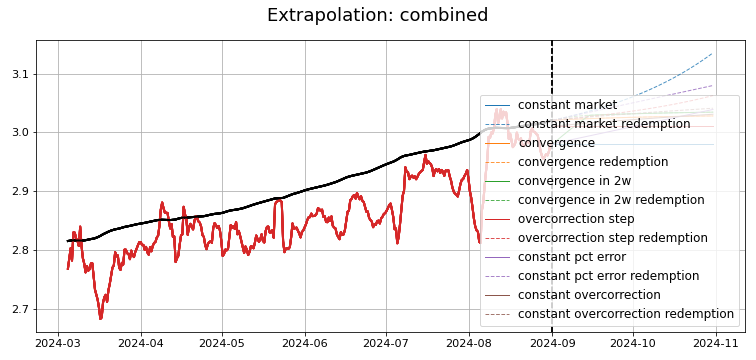 Extrapolation: combined
3.1
3.0
2.9
2.8
2.7
constant market
constant market redemption
convergence
convergence redemption
convergence in 2w
convergence in 2w redemption
overcorrection step
overcorrection step redemption
constant pct error
constant pct error redemption
constant overcorrection
constant overcorrection redemption
2024-03 2024-04 2024-05 2024-06 2024-07 2024-08 2024-09 2024-10 2024-11